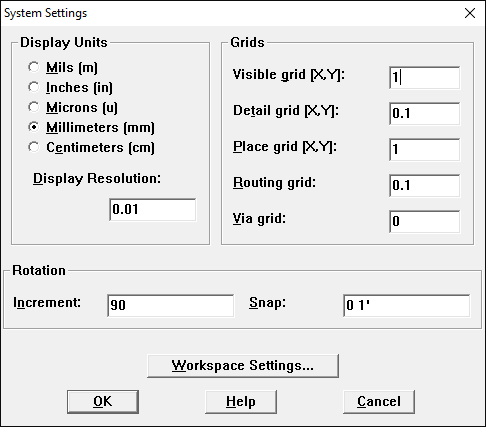 System Settings
Display Units
Mils (m)
Inches (in)
Microns (u)
Millimeters (mm)
Centimeters (cm)
Display Resolution:
0.01
Grids
Visible grid [X,Y]:
1
Detail grid [X,Y]:
0.1
Place grid [X,Y]:
1
Routing grid:
0.1
Via grid:
0
Rotation
Increment:
90
Snap:
0 1'
Workspace Settings...
OK
Help
Cancel